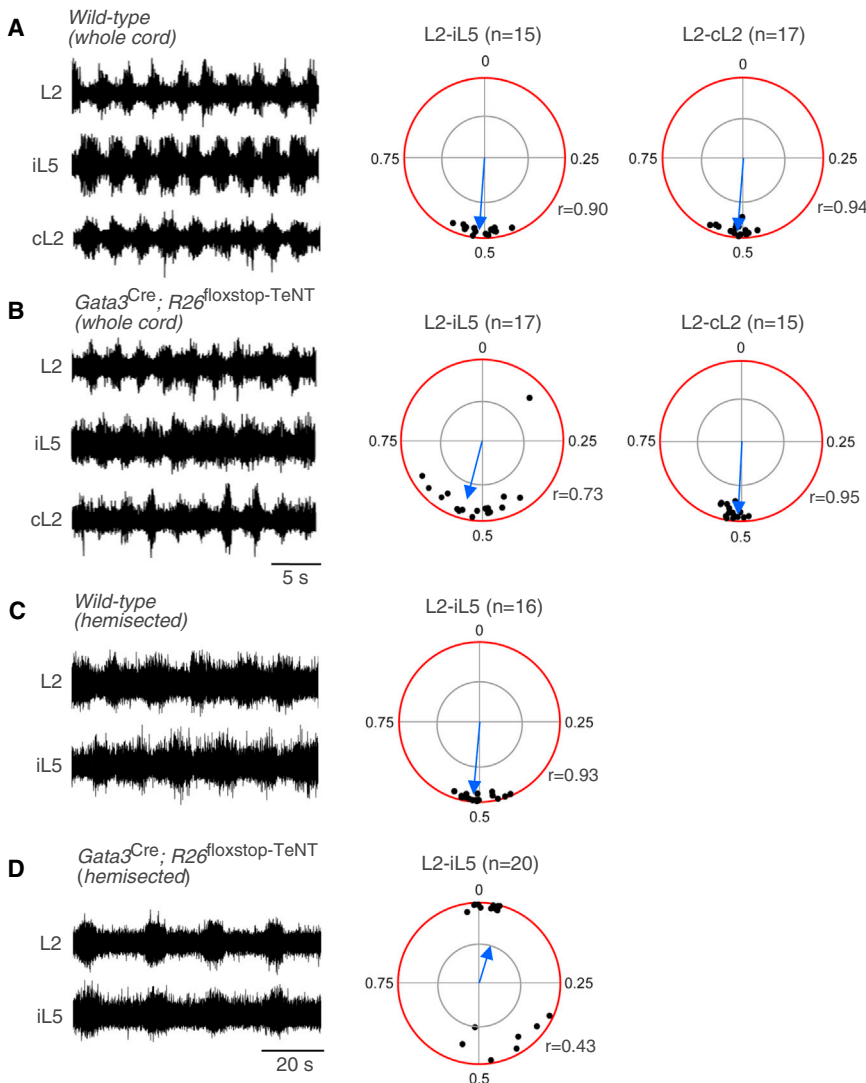 A
Wild-type
(whole cord)
L2
iL5
cL2
L2-iL5 (n=15)
0
0.75
0.25
r=0.90
0.5
L2-cL2 (n=17)
0
0.75
0.25
r=0.94
0.5
B
Gata3Cre; R26floxstop-TeNT
(whole cord)
L2
iL5
cL2
5 s
L2-iL5 (n=17)
0
0.75
0.25
r=0.73
0.5
L2-cL2 (n=15)
0
0.75
0.25
r=0.95
0.5
C
Wild-type
(hemisected)
L2
iL5
L2-iL5 (n=16)
0
0.75
0.25
r=0.93
0.5
D
Gata3Cre; R26floxstop-TeNT
(hemisected)
L2
iL5
20 s
L2-iL5 (n=20)
0
0.75
0.25
r=0.43
0.5